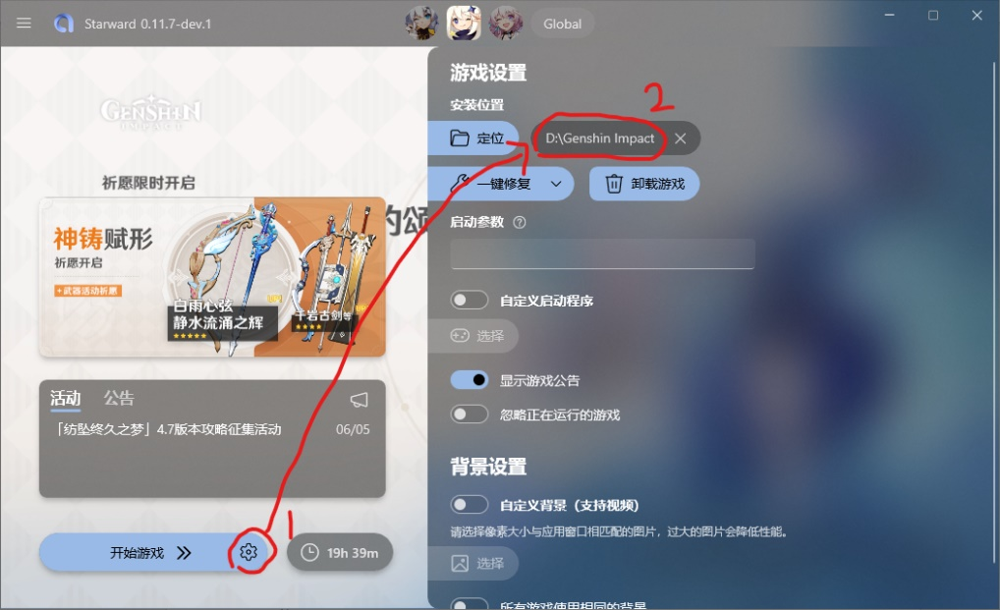 Starward 0.11.7-dev.1
Global
GENSHIN
IMPACT
祈愿限时开启
神铸赋形
祈愿开启
+武器活动祈愿
白雨心弦
静水流涌之辉
千岩古剑等
的颂
活动
公告
「纺坠终久之梦」4.7版本攻略征集活动
06/05
开始游戏
1
19h 39m
游戏设置
2
安装位置
定位
D:\Genshin Impact
一键修复
卸载游戏
启动参数
自定义启动程序
选择
显示游戏公告
忽略正在运行的游戏
背景设置
自定义背景（支持视频）
请选择像素大小与应用窗口相匹配的图片，过大的图片会降低性能。
选择
所有游戏使用相同的背景